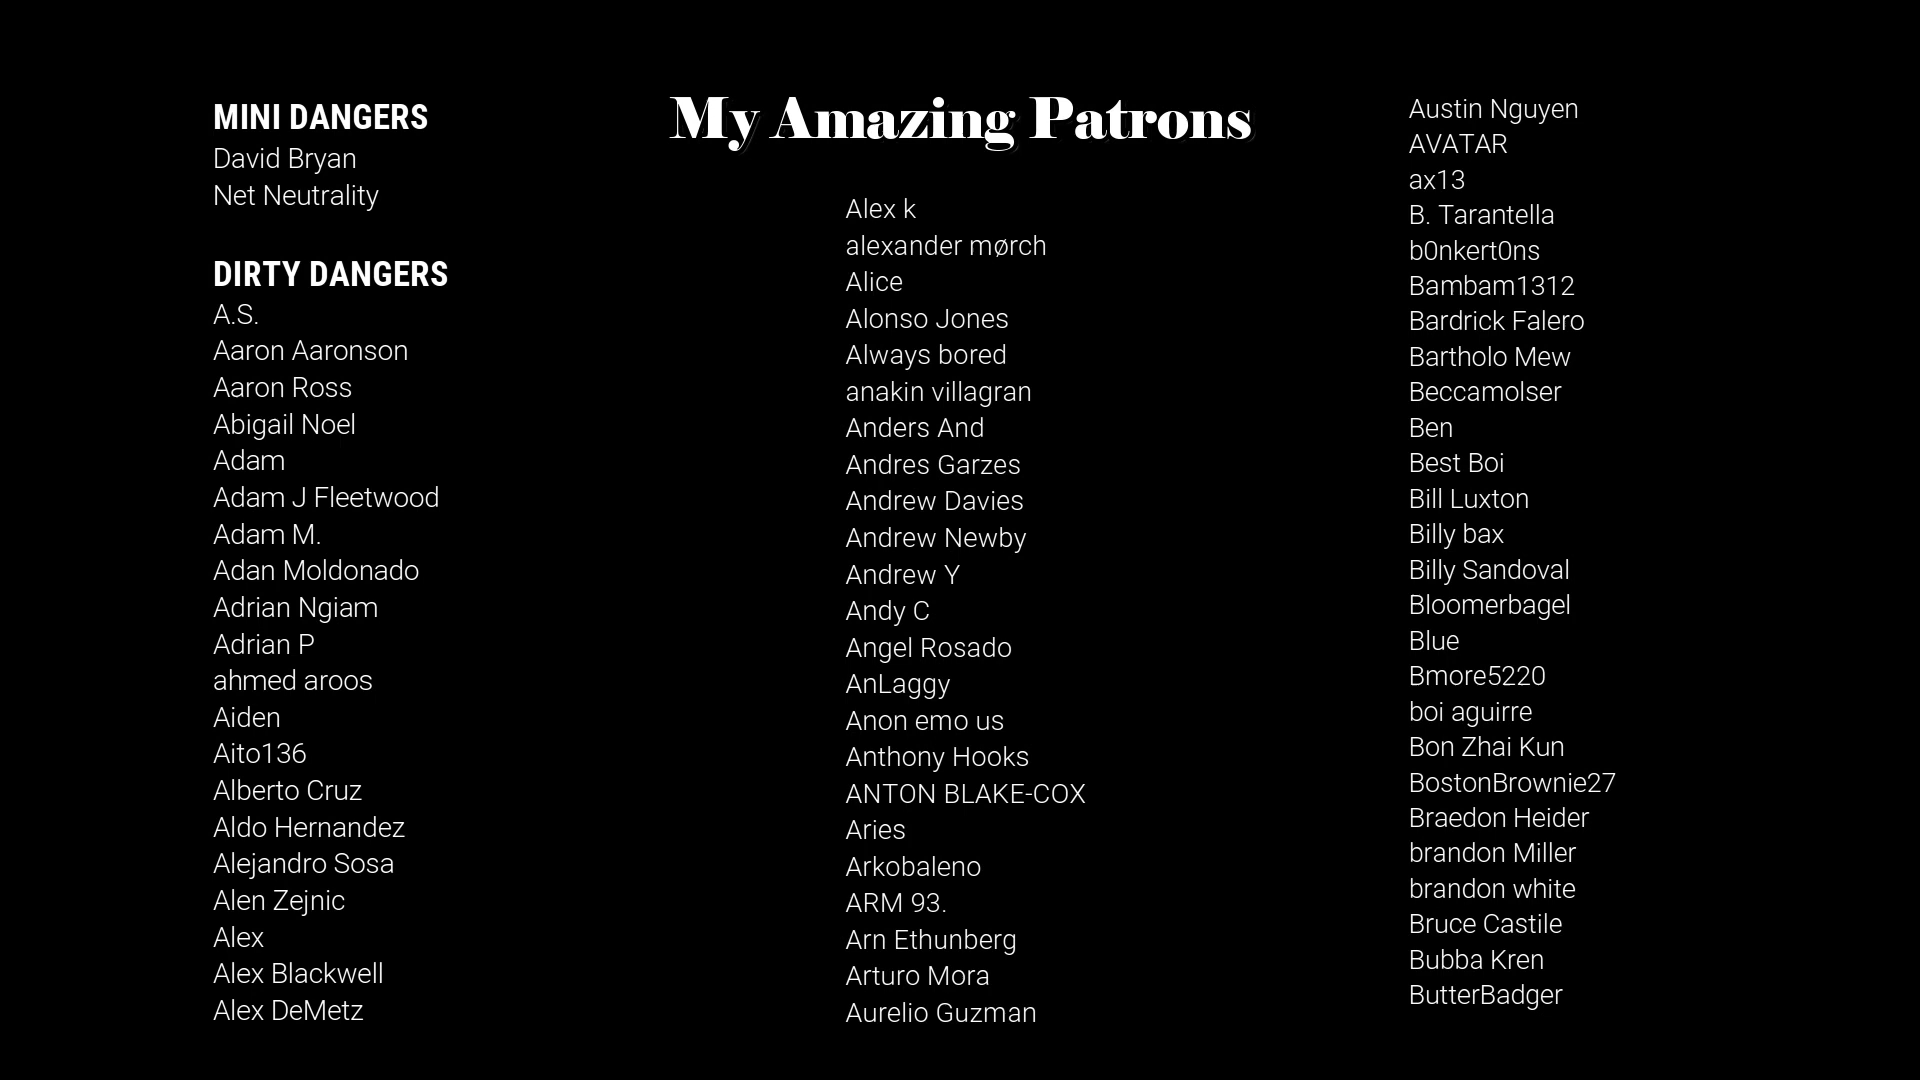 My Amazing Patrons
MINI DANGERS
David Bryan
Net Neutrality
DIRTY DANGERS
A.S.
Aaron Aaronson
Aaron Ross
Abigail Noel
Adam
Adam J Fleetwood
Adam M.
Adan Moldonado
Adrian Ngiam
Adrian P
ahmed aroos
Aiden
Aito136
Alberto Cruz
Aldo Hernandez
Alejandro Sosa
Alen Zejnic
Alex
Alex Blackwell
Alex DeMetz
Alex k
alexander mørch
Alice
Alonso Jones
Always bored
anakin villagran
Anders And
Andres Garzes
Andrew Davies
Andrew Newby
Andrew Y
Andy C
Angel Rosado
AnLaggy
Anon emo us
Anthony Hooks
ANTON BLAKE-COX
Aries
Arkobaleno
ARM 93.
Arn Ethunberg
Arturo Mora
Aurelio Guzman
Austin Nguyen
AVATAR
ax13
B. Tarantella
b0nkert0ns
Bambam1312
Bardrick Falero
Bartholo Mew
Beccamolser
Ben
Best Boi
Bill Luxton
Billy bax
Billy Sandoval
Bloomerbagel
Blue
Bmore5220
boi aguirre
Bon Zhai Kun
BostonBrownie27
Braedon Heider
brandon Miller
brandon white
Bruce Castile
Bubba Kren
ButterBadger